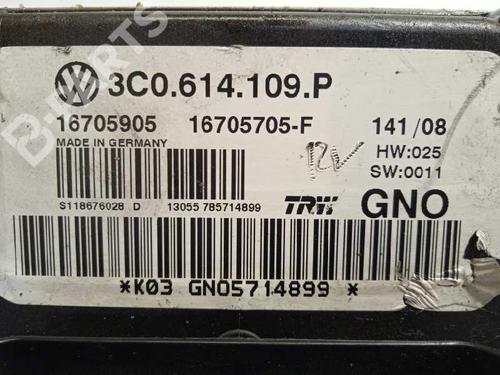 B-PARTS
3C0.614.109.P
16705905 16705705-F 141/08
MADE IN GERMANY
HW:025
SW:0011
S118676028 D 13055 785714899 TRW GNO
*K03 GNO5714899 *